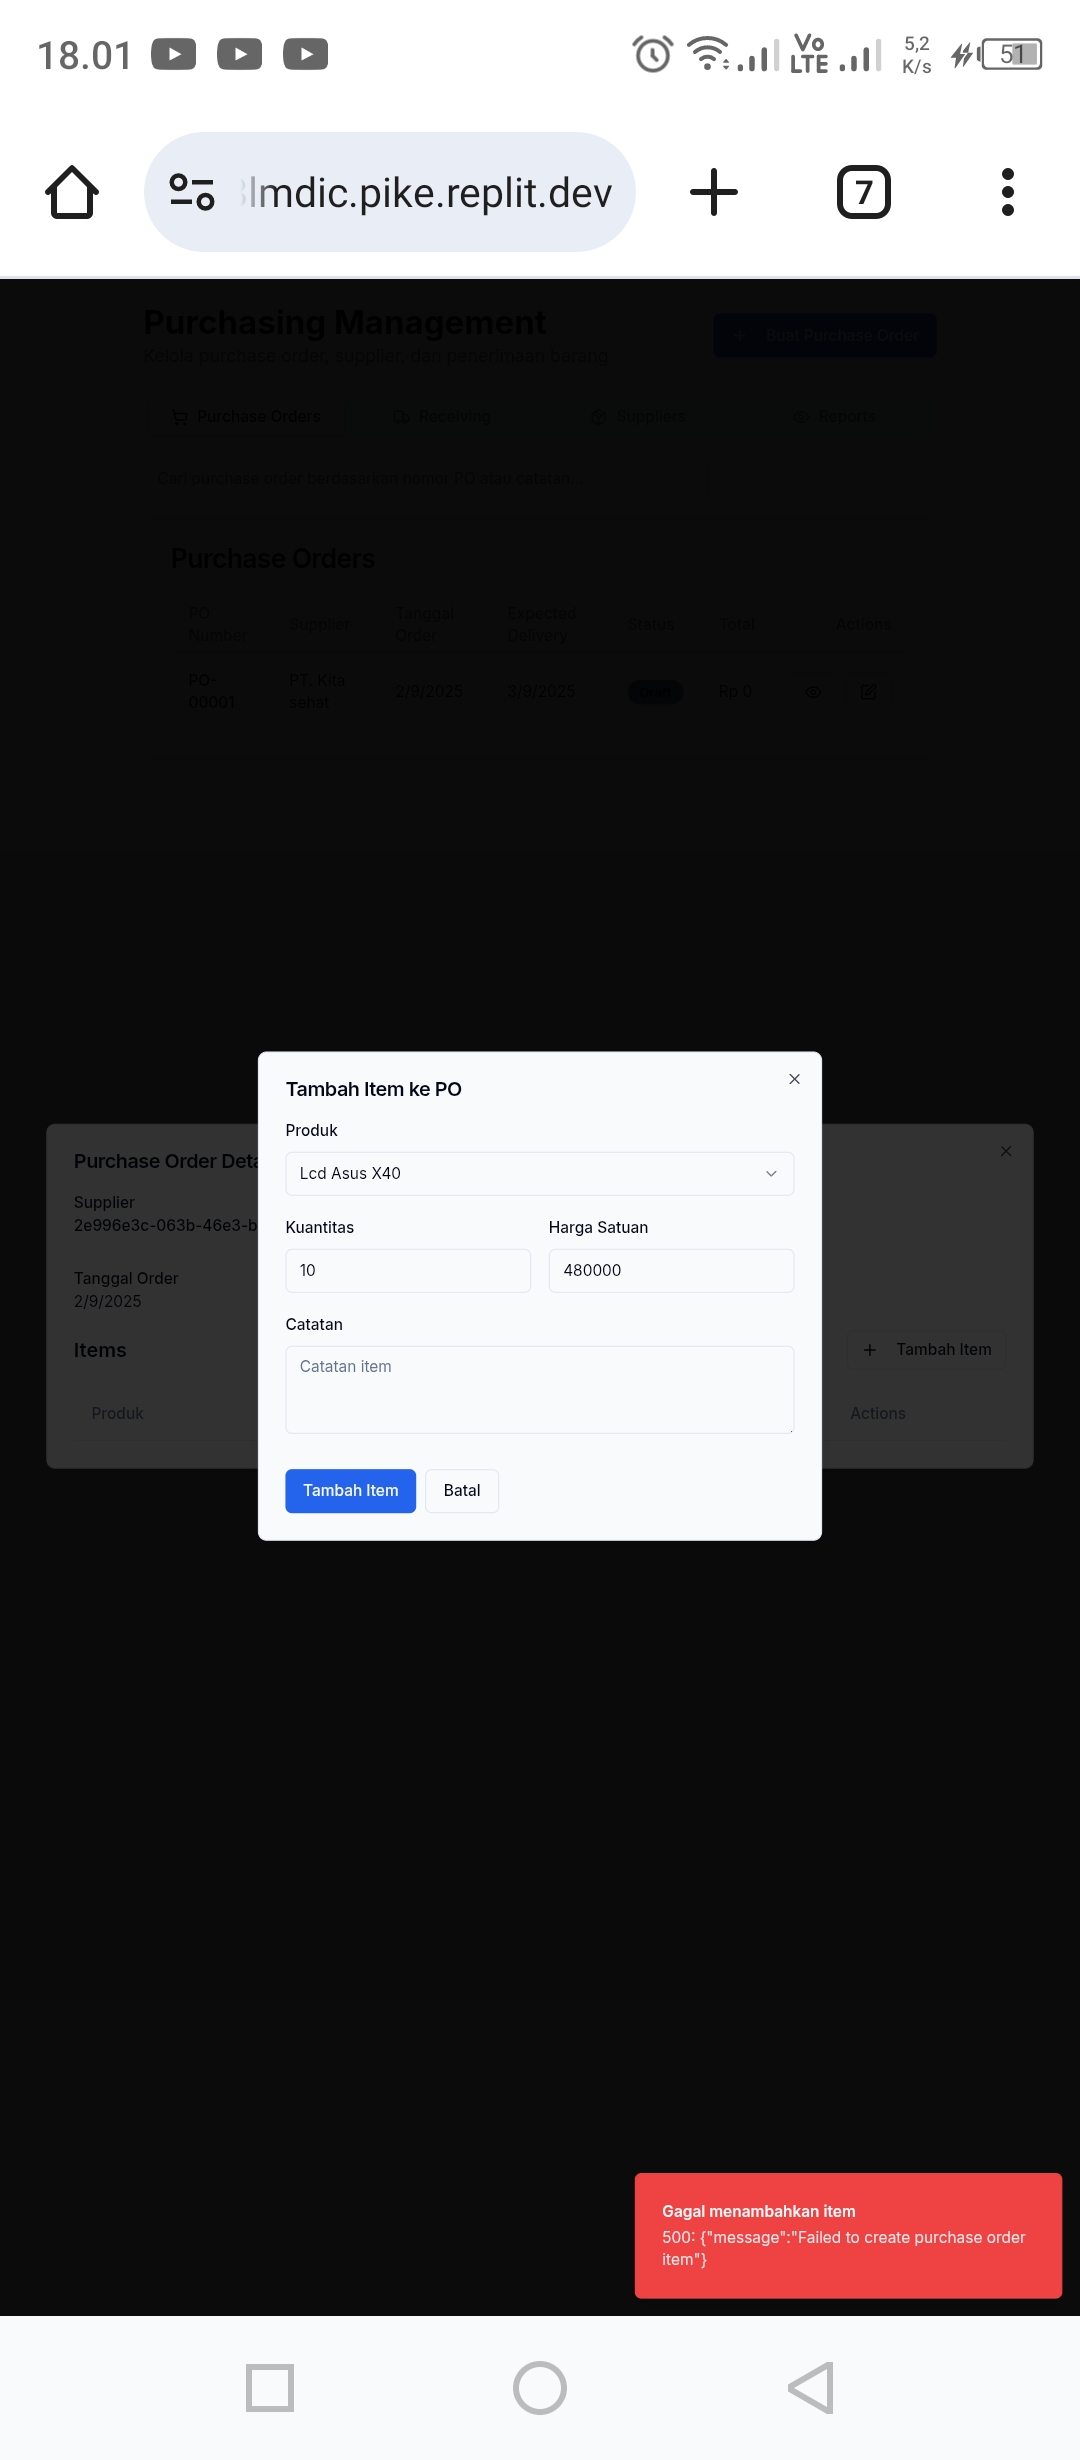 18.01
Vo LTE
5,2 K/s
51
lmdic.pike.replit.dev
7
Purchasing Management
Buat Purchase Order
Kelola purchase order, supplier, dan penerimaan barang
Purchase Orders
Receiving
Suppliers
Reports
Cari purchase order berdasarkan nomor PO atau catatan...
Purchase Orders
PO Number
Supplier
Tanggal Order
Expected Delivery
Status
Total
Actions
PO-00001
PT. Kita sehat
2/9/2025
3/9/2025
Rp 0
Tambah Item ke PO
Produk
Lcd Asus X40
Kuantitas
Harga Satuan
10
480000
Catatan
Catatan item
Tambah Item
Batal
Purchase Order Deta
Supplier
2e996e3c-063b-46e3-b
Tanggal Order
2/9/2025
Items
Tambah Item
Produk
Actions
Gagal menambahkan item
500: {"message":"Failed to create purchase order
item"}